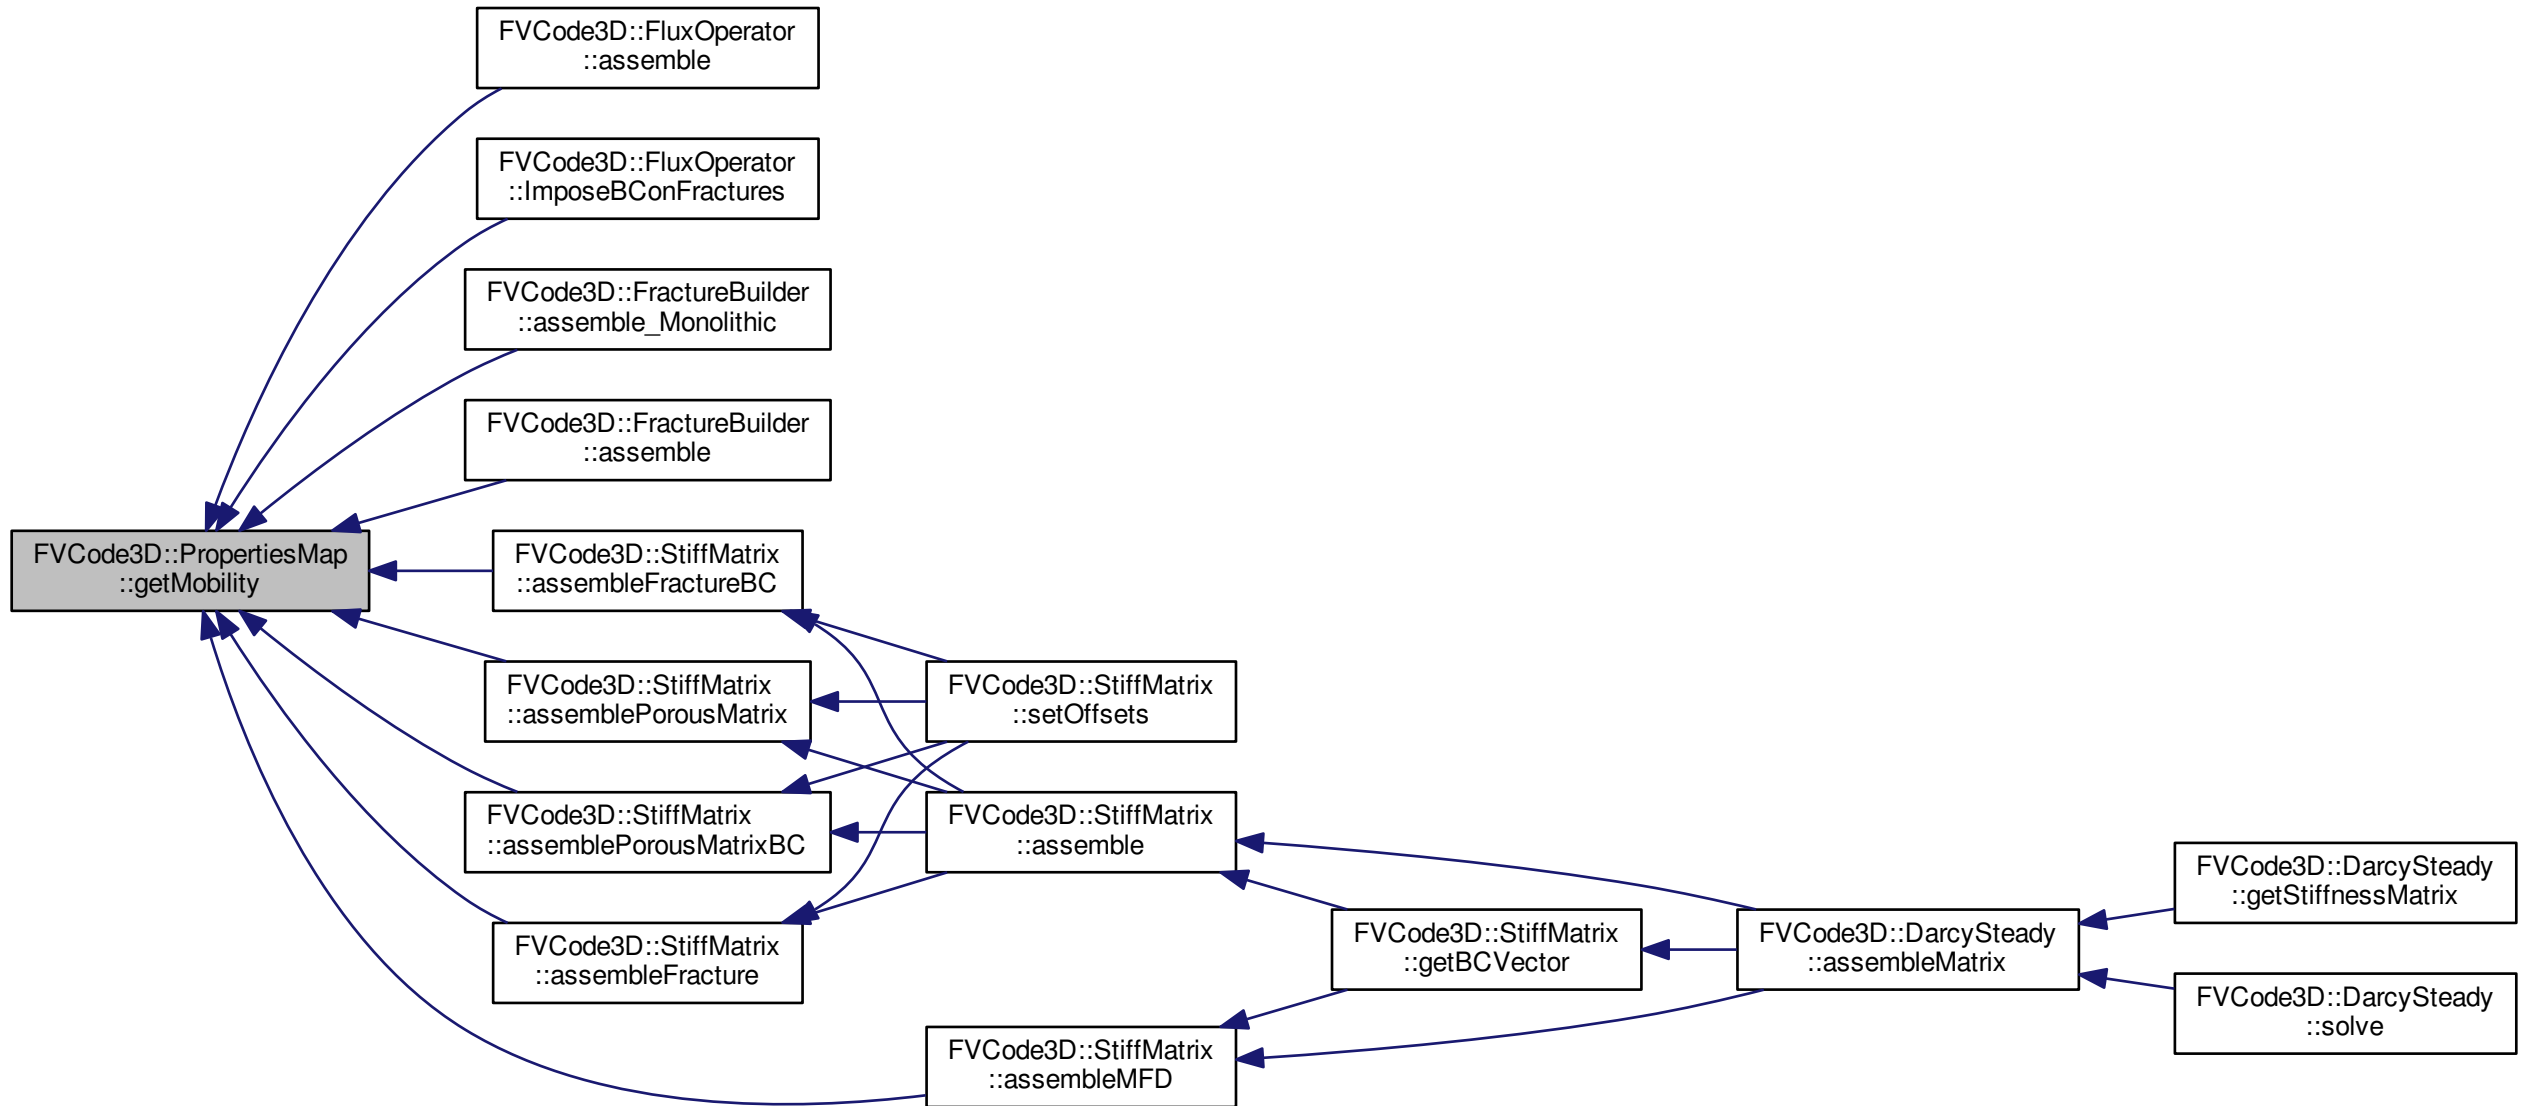 FVCode3D::FluxOperator
::assemble
FVCode3D::FluxOperator
::ImposeBConFractures
FVCode3D::FractureBuilder
::assemble_Monolithic
FVCode3D::FractureBuilder
::assemble
FVCode3D::PropertiesMap
::getMobility
FVCode3D::StiffMatrix
::assembleFractureBC
FVCode3D::StiffMatrix
::assemblePorousMatrix
FVCode3D::StiffMatrix
::setOffsets
FVCode3D::StiffMatrix
::assemblePorousMatrixBC
FVCode3D::StiffMatrix
::assemble
FVCode3D::StiffMatrix
::assembleFracture
FVCode3D::StiffMatrix
::getBCVector
FVCode3D::DarcySteady
::assembleMatrix
FVCode3D::DarcySteady
::getStiffnessMatrix
FVCode3D::DarcySteady
::solve
FVCode3D::StiffMatrix
::assembleMFD